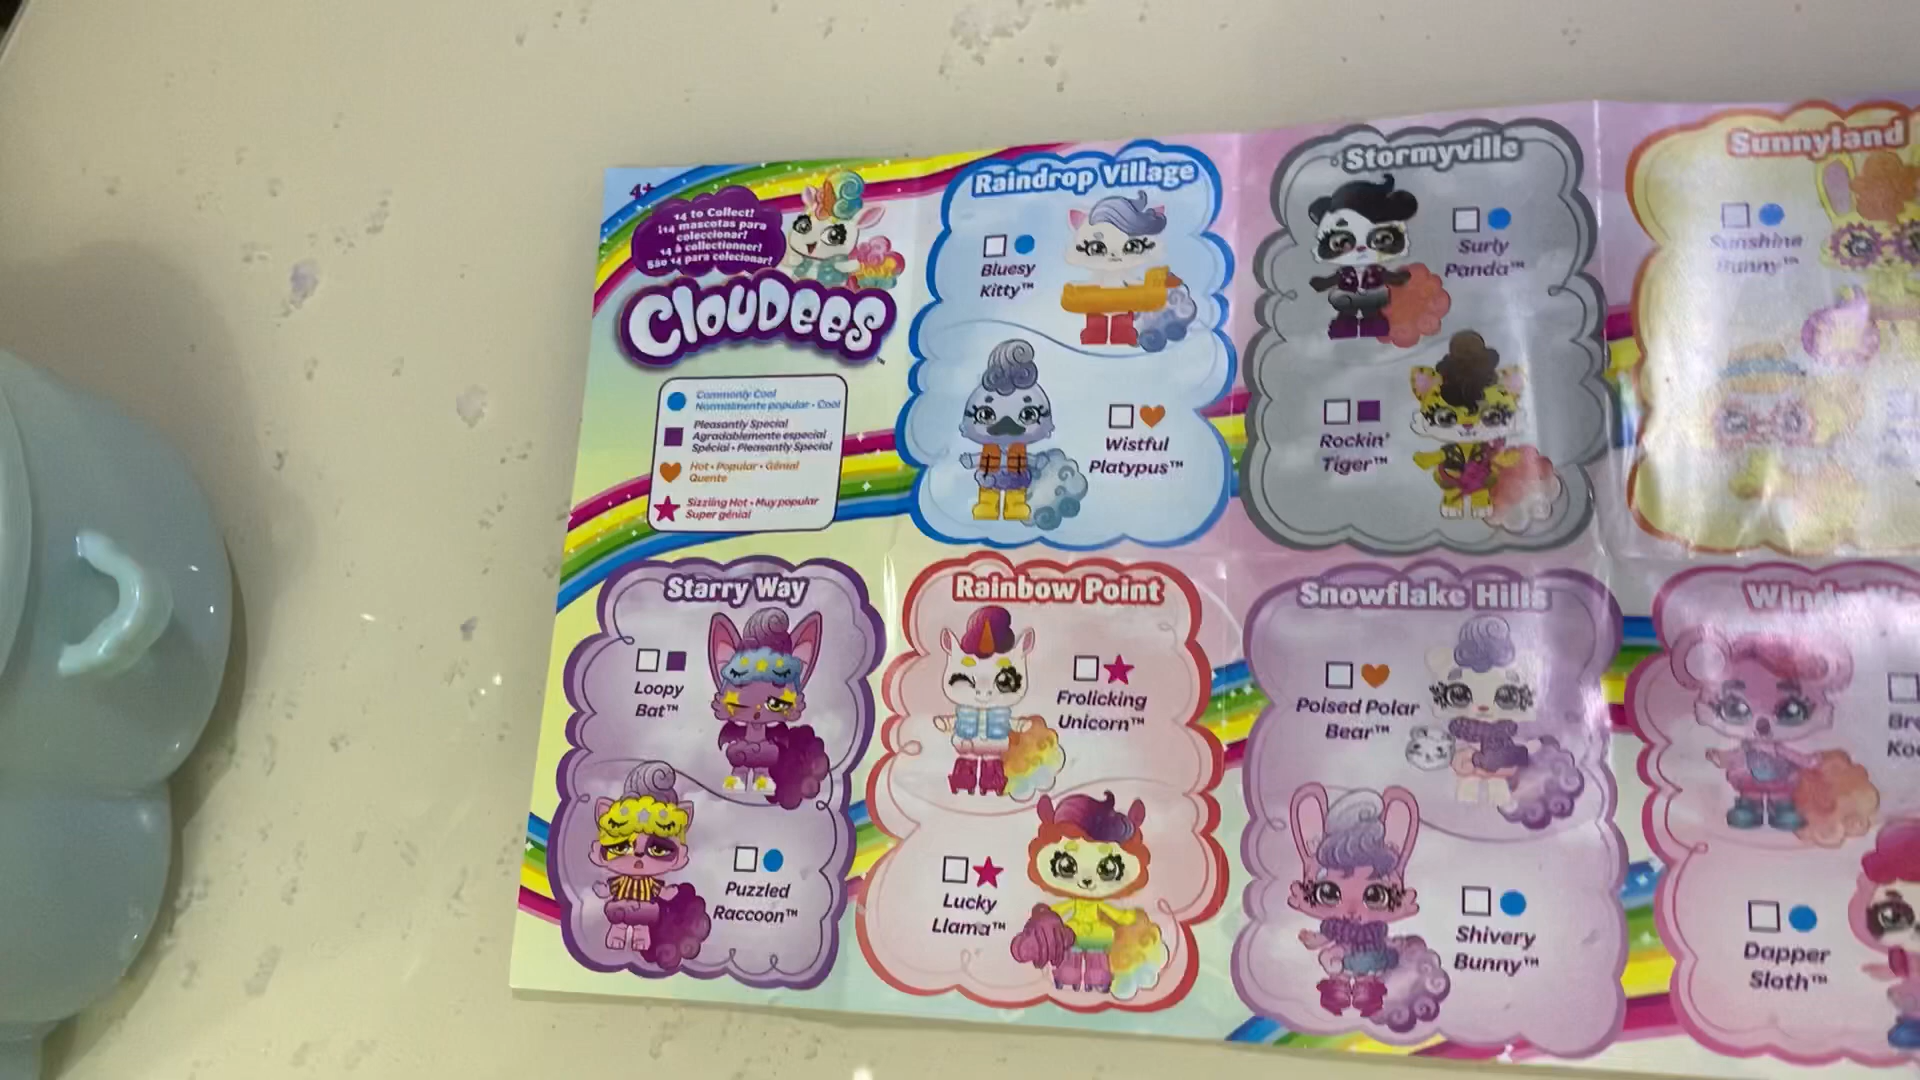 4+
14 to Collect!
¡14 mascotas para
coleccionar!
14 à collectionner!
São 14 para colecionar!
Cloudees™
Commonly Cool
Normalmente popular • Cool
Pleasantly Special
Agradablemente especial
Spécial • Pleasantly Special
Hot • Popular • Génial
Quente
Sizzling Hot • Muy popular
Super génial
Raindrop Village
Bluesy
Kitty™
Wistful
Platypus™
Stormyville
Surly
Panda™
Rockin'
Tiger™
Sunnyland
Sunshine
Bunny™
Starry Way
Loopy
Bat™
Puzzled
Raccoon™
Rainbow Point
Frolicking
Unicorn™
Lucky
Llama™
Snowflake Hills
Poised Polar
Bear™
Shivery
Bunny™
Windy
Dapper
Sloth™